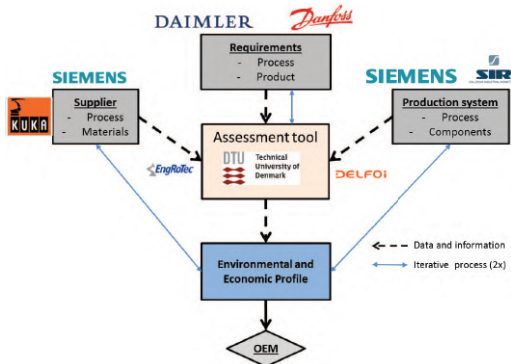 DAIMLER
Danfoss
Requirements
- Process
- Product
SIEMENS
KUKA
Supplier
- Process
- Materials
SIEMENS
SIR
Production system
- Process
- Components
Assessment tool
DTU
Technical
University of
Denmark
EngRoTec
DELFOi
Environmental and
Economic Profile
Data and information
Iterative process (2x)
OEM